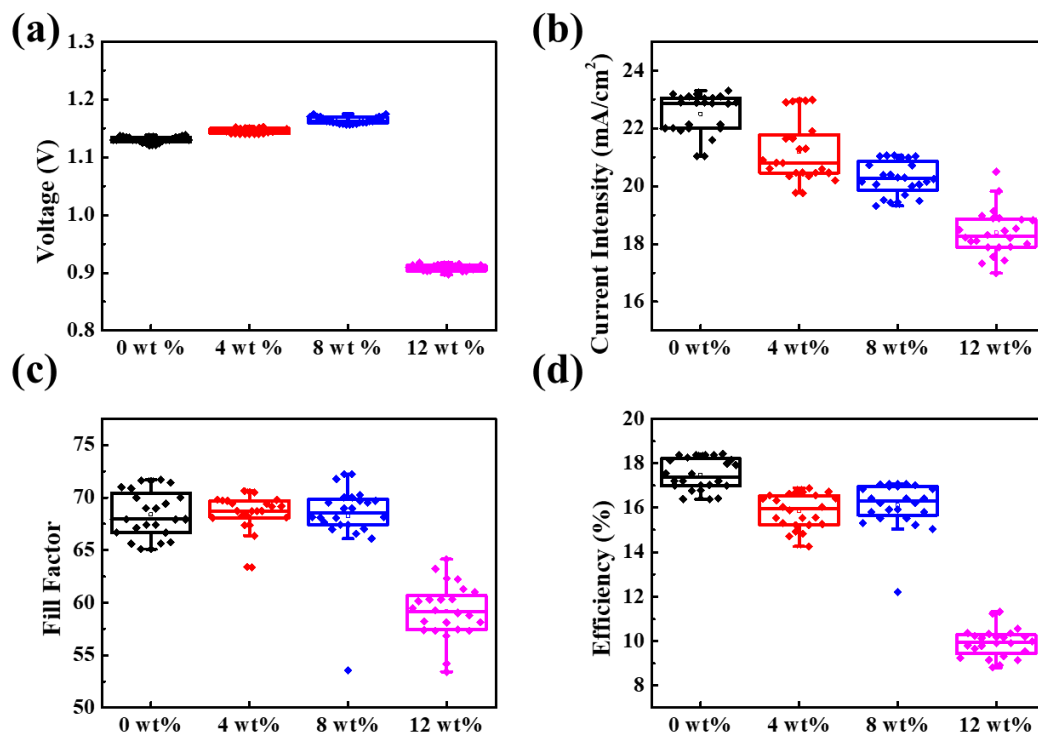 (a)
1.3
1.2
1.1
1.0
0.9
0.8
Voltage (V)
0 wt % 4 wt % 8 wt % 12 wt %
(b)
24
22
20
18
16
Current Intensity (mA/cm²)
0 wt% 4 wt% 8 wt% 12 wt%
(c)
75
70
65
60
55
50
Fill Factor
0 wt% 4 wt% 8 wt% 12 wt%
(d)
20
18
16
14
12
10
8
Efficiency (%)
0 wt% 4 wt% 8 wt% 12 wt%